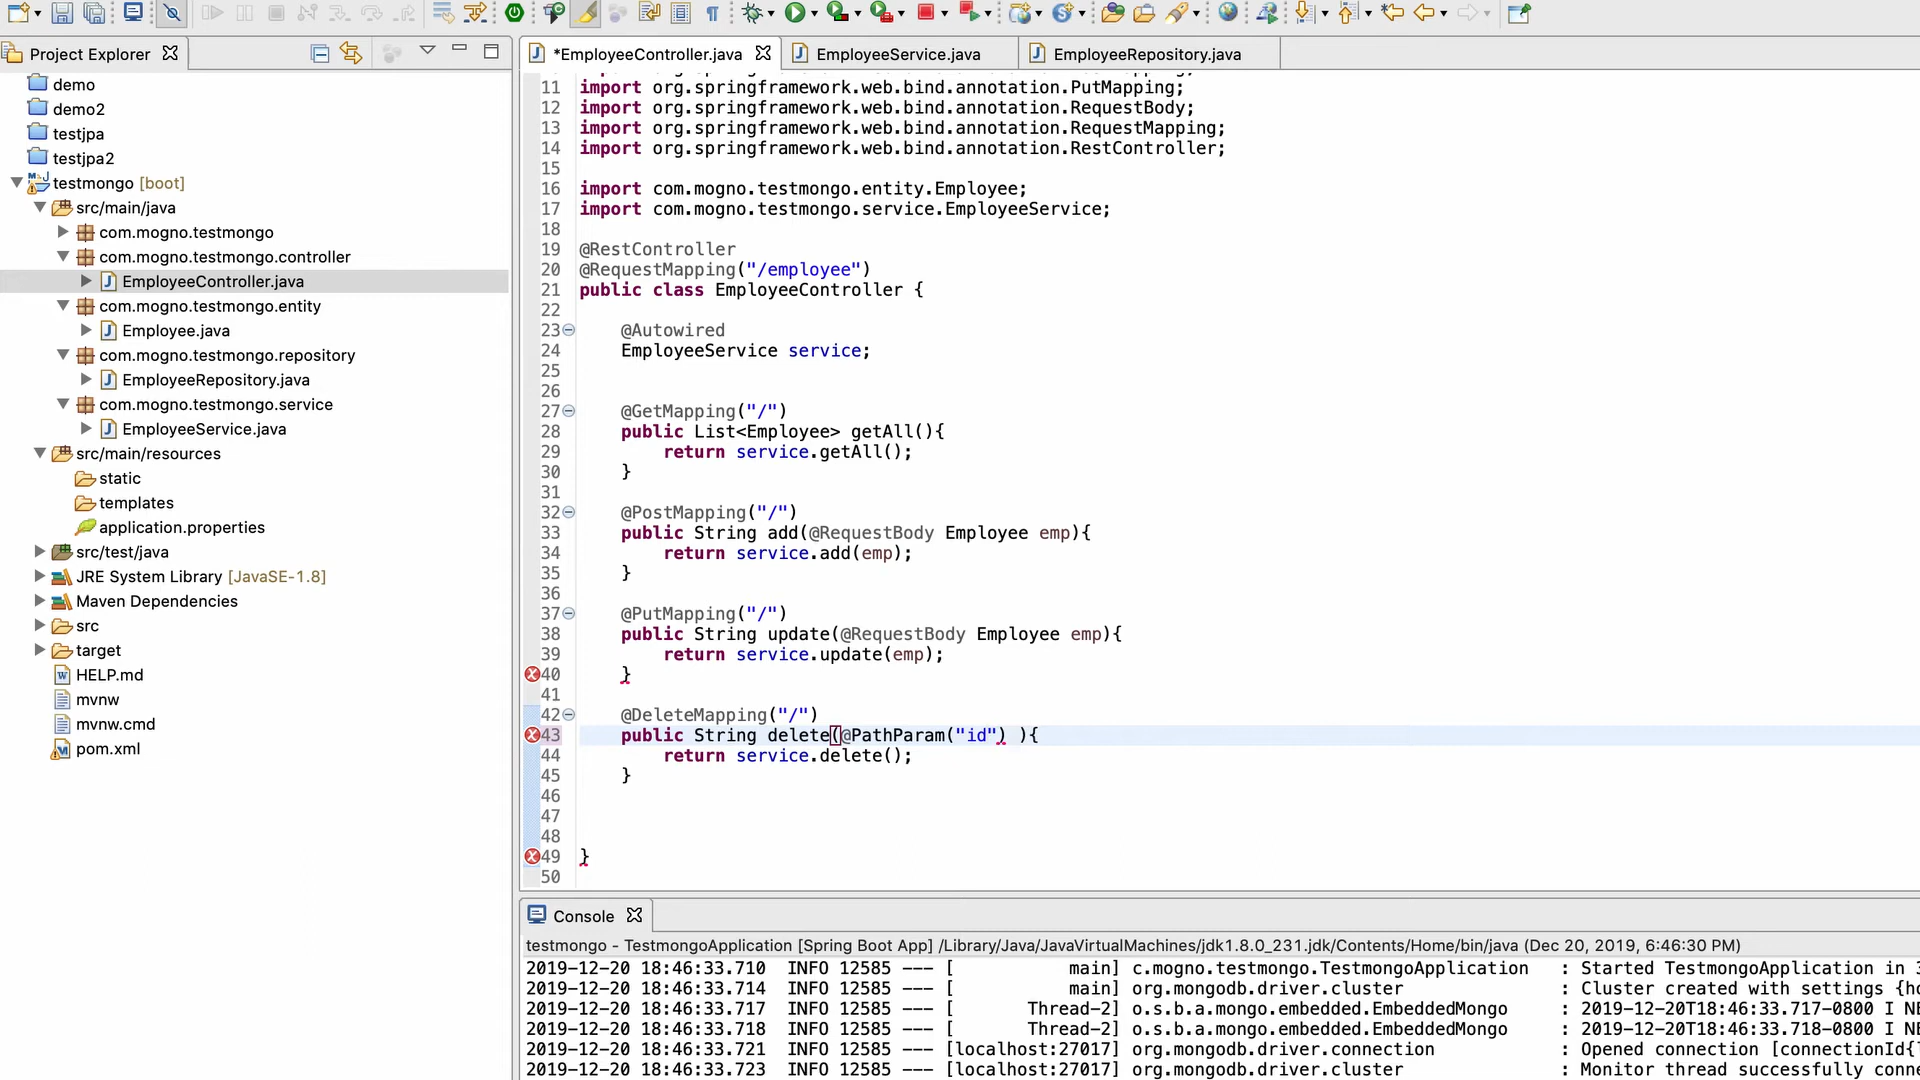 Project Explorer
demo
demo2
testjpa
testjpa2
testmongo [boot]
src/main/java
com.mogno.testmongo
com.mogno.testmongo.controller
EmployeeController.java
com.mogno.testmongo.entity
Employee.java
com.mogno.testmongo.repository
EmployeeRepository.java
com.mogno.testmongo.service
EmployeeService.java
src/main/resources
static
templates
application.properties
src/test/java
JRE System Library [JavaSE-1.8]
Maven Dependencies
src
target
HELP.md
mvnw
mvnw.cmd
pom.xml
*EmployeeController.java
EmployeeService.java
EmployeeRepository.java
11 import org.springframework.web.bind.annotation.PutMapping;
12 import org.springframework.web.bind.annotation.RequestBody;
13 import org.springframework.web.bind.annotation.RequestMapping;
14 import org.springframework.web.bind.annotation.RestController;
15
16 import com.mogno.testmongo.entity.Employee;
17 import com.mogno.testmongo.service.EmployeeService;
18
19 @RestController
20 @RequestMapping("/employee")
21 public class EmployeeController {
22
23 @Autowired
24 EmployeeService service;
25
26
27 @GetMapping("/")
28 public List<Employee> getAll(){
29 return service.getAll();
30 }
31
32 @PostMapping("/")
33 public String add(@RequestBody Employee emp){
34 return service.add(emp);
35 }
36
37 @PutMapping("/")
38 public String update(@RequestBody Employee emp){
39 return service.update(emp);
40 }
41
42 @DeleteMapping("/")
43 public String delete(@PathParam("id") ){
44 return service.delete();
45 }
46
47
48
49 }
50
Console
testmongo - TestmongoApplication [Spring Boot App] /Library/Java/JavaVirtualMachines/jdk1.8.0_231.jdk/Contents/Home/bin/java (Dec 20, 2019, 6:46:30 PM)
2019-12-20 18:46:33.710 INFO 12585 --- [ main] c.mogno.testmongo.TestmongoApplication : Started TestmongoApplication in
2019-12-20 18:46:33.714 INFO 12585 --- [ main] org.mongodb.driver.cluster : Cluster created with settings {ho
2019-12-20 18:46:33.717 INFO 12585 --- [ Thread-2] o.s.b.a.mongo.embedded.EmbeddedMongo : 2019-12-20T18:46:33.717-0800 I NE
2019-12-20 18:46:33.718 INFO 12585 --- [ Thread-2] o.s.b.a.mongo.embedded.EmbeddedMongo : 2019-12-20T18:46:33.718-0800 I NE
2019-12-20 18:46:33.721 INFO 12585 --- [localhost:27017] org.mongodb.driver.connection : Opened connection [connectionId{
2019-12-20 18:46:33.723 INFO 12585 --- [localhost:27017] org.mongodb.driver.cluster : Monitor thread successfully conne